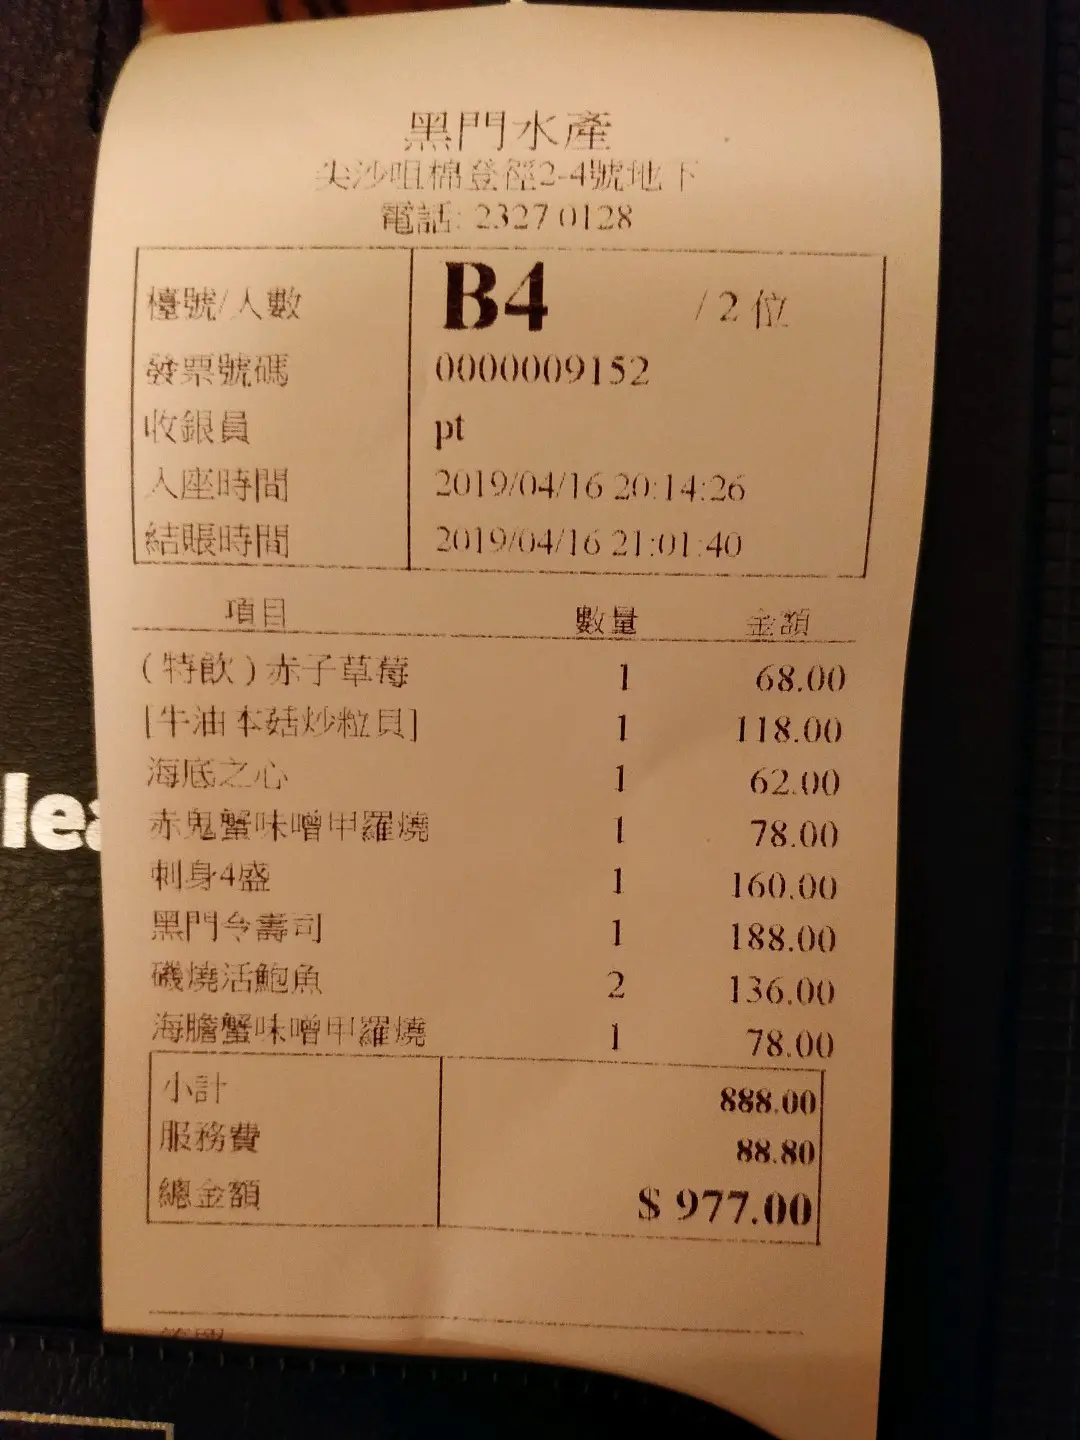 黑門水產
尖沙咀棉登徑2-4號地下
電話: 2327 0128
檯號/人數 B4 / 2 位
發票號碼 0000009152
收銀員 pt
入座時間 2019/04/16 20:14:26
結賬時間 2019/04/16 21:01:40
項目 數量 金額
(特飲)赤子草莓 1 68.00
[牛油本菇炒粒貝] 1 118.00
海底之心 1 62.00
赤鬼蟹味噌甲羅燒 1 78.00
刺身4盛 1 160.00
黑門令壽司 1 188.00
磯燒活鮑魚 2 136.00
海膽蟹味噌甲羅燒 1 78.00
小計 888.00
服務費 88.80
總金額 $ 977.00
lea